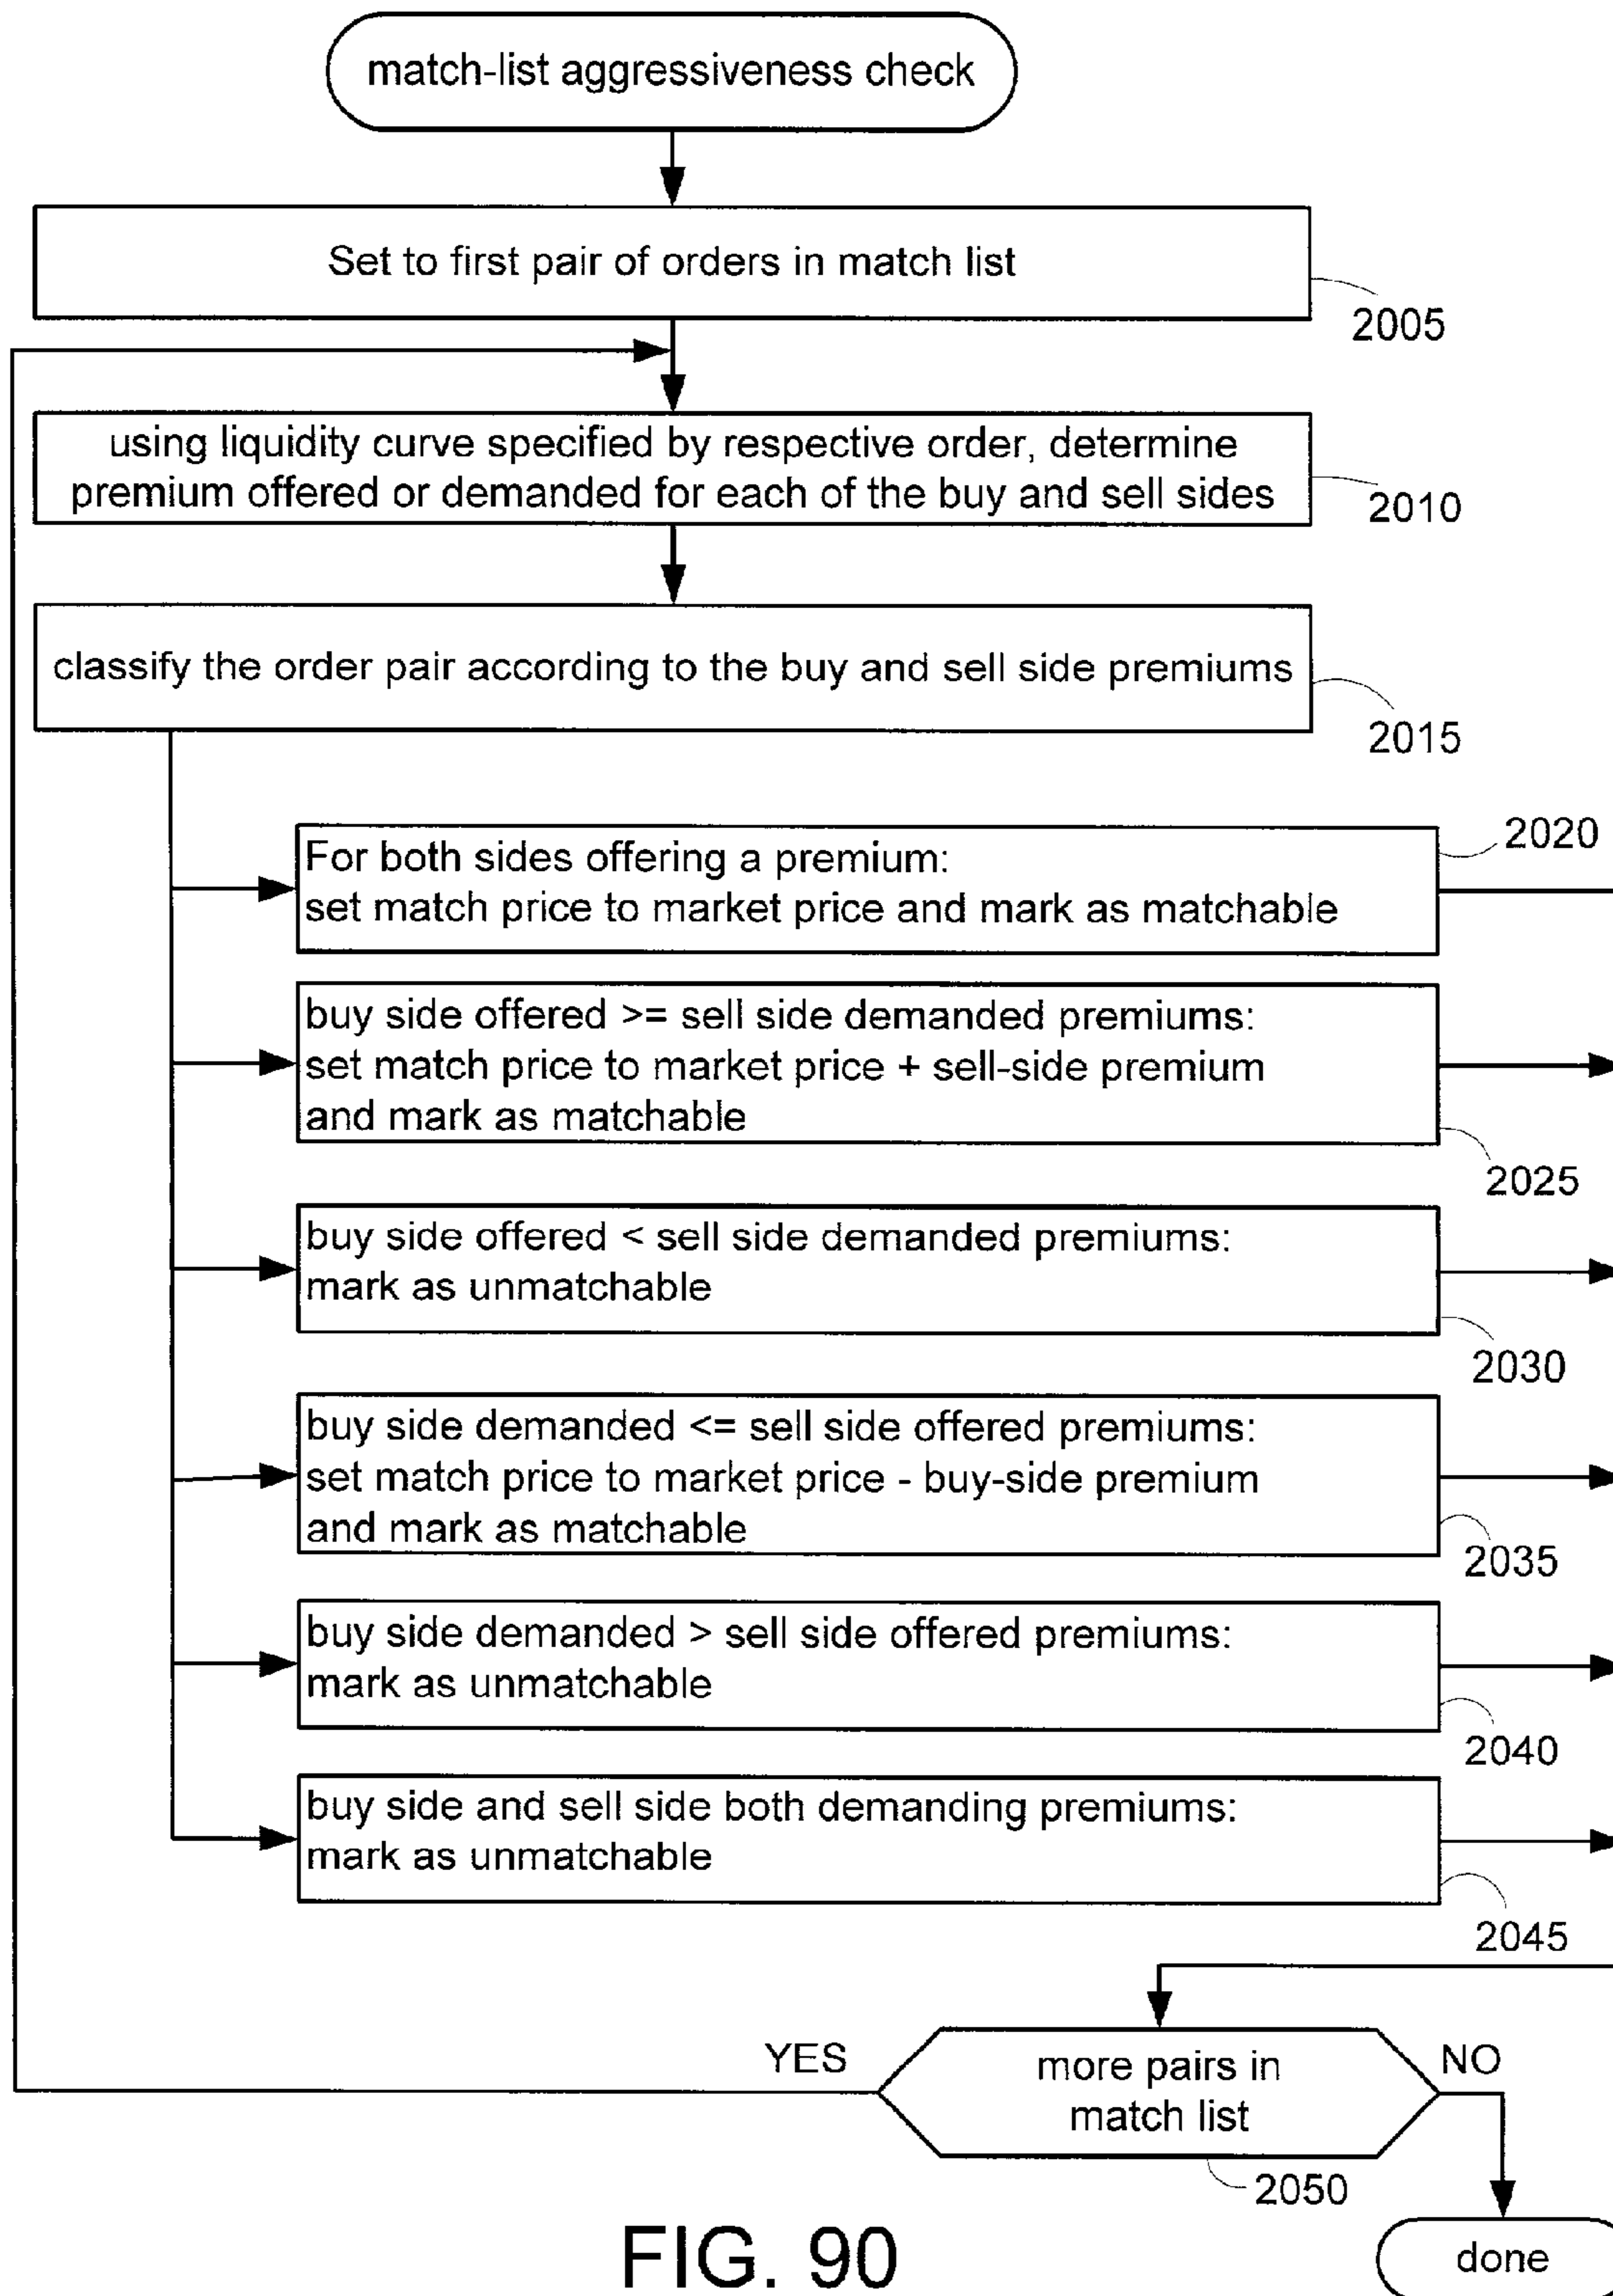 match-list aggressiveness check
Set to first pair of orders in match list
2005
using liquidity curve specified by respective order, determine
premium offered or demanded for each of the buy and sell sides
2010
classify the order pair according to the buy and sell side premiums
2015
2020
For both sides offering a premium:
set match price to market price and mark as matchable
buy side offered >= sell side demanded premiums:
set match price to market price + sell-side premium
and mark as matchable
2025
buy side offered < sell side demanded premiums:
mark as unmatchable
2030
buy side demanded <= sell side offered premiums:
set match price to market price - buy-side premium
and mark as matchable
2035
buy side demanded > sell side offered premiums:
mark as unmatchable
2040
buy side and sell side both demanding premiums:
mark as unmatchable
2045
YES
more pairs in
match list
NO
2050
done
FIG. 90